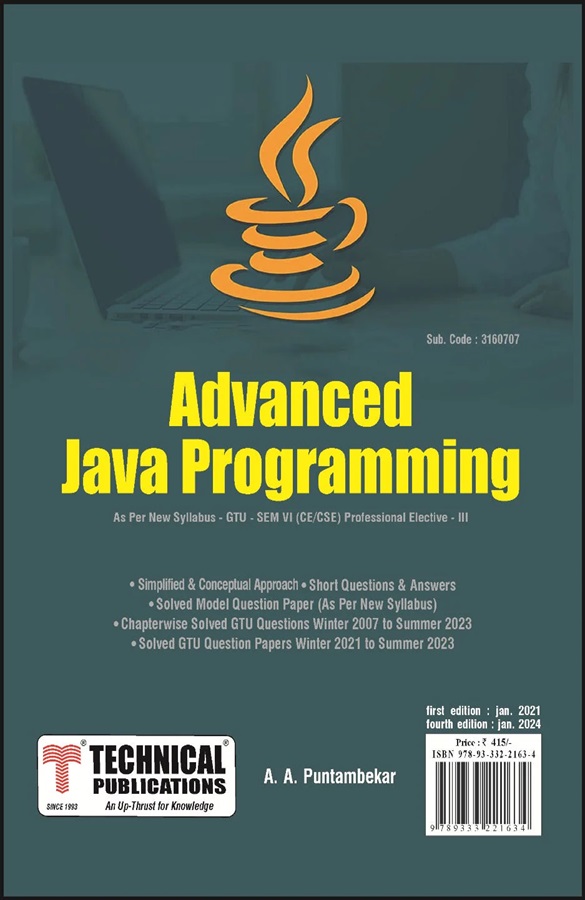 Sub. Code : 3160707
Advanced
Java Programming
As Per New Syllabus - GTU - SEM VI (CE/CSE) Professional Elective - III
• Simplified & Conceptual Approach • Short Questions & Answers
• Solved Model Question Paper (As Per New Syllabus)
• Chapterwise Solved GTU Questions Winter 2007 to Summer 2023
• Solved GTU Question Papers Winter 2021 to Summer 2023
first edition : jan. 2021
fourth edition : jan. 2024
Price : ₹ 415/-
ISBN 978-93-332-2163-4
9 789333 221634
® TECHNICAL®
PUBLICATIONS
SINCE 1993 An Up-Thrust for Knowledge
A. A. Puntambekar